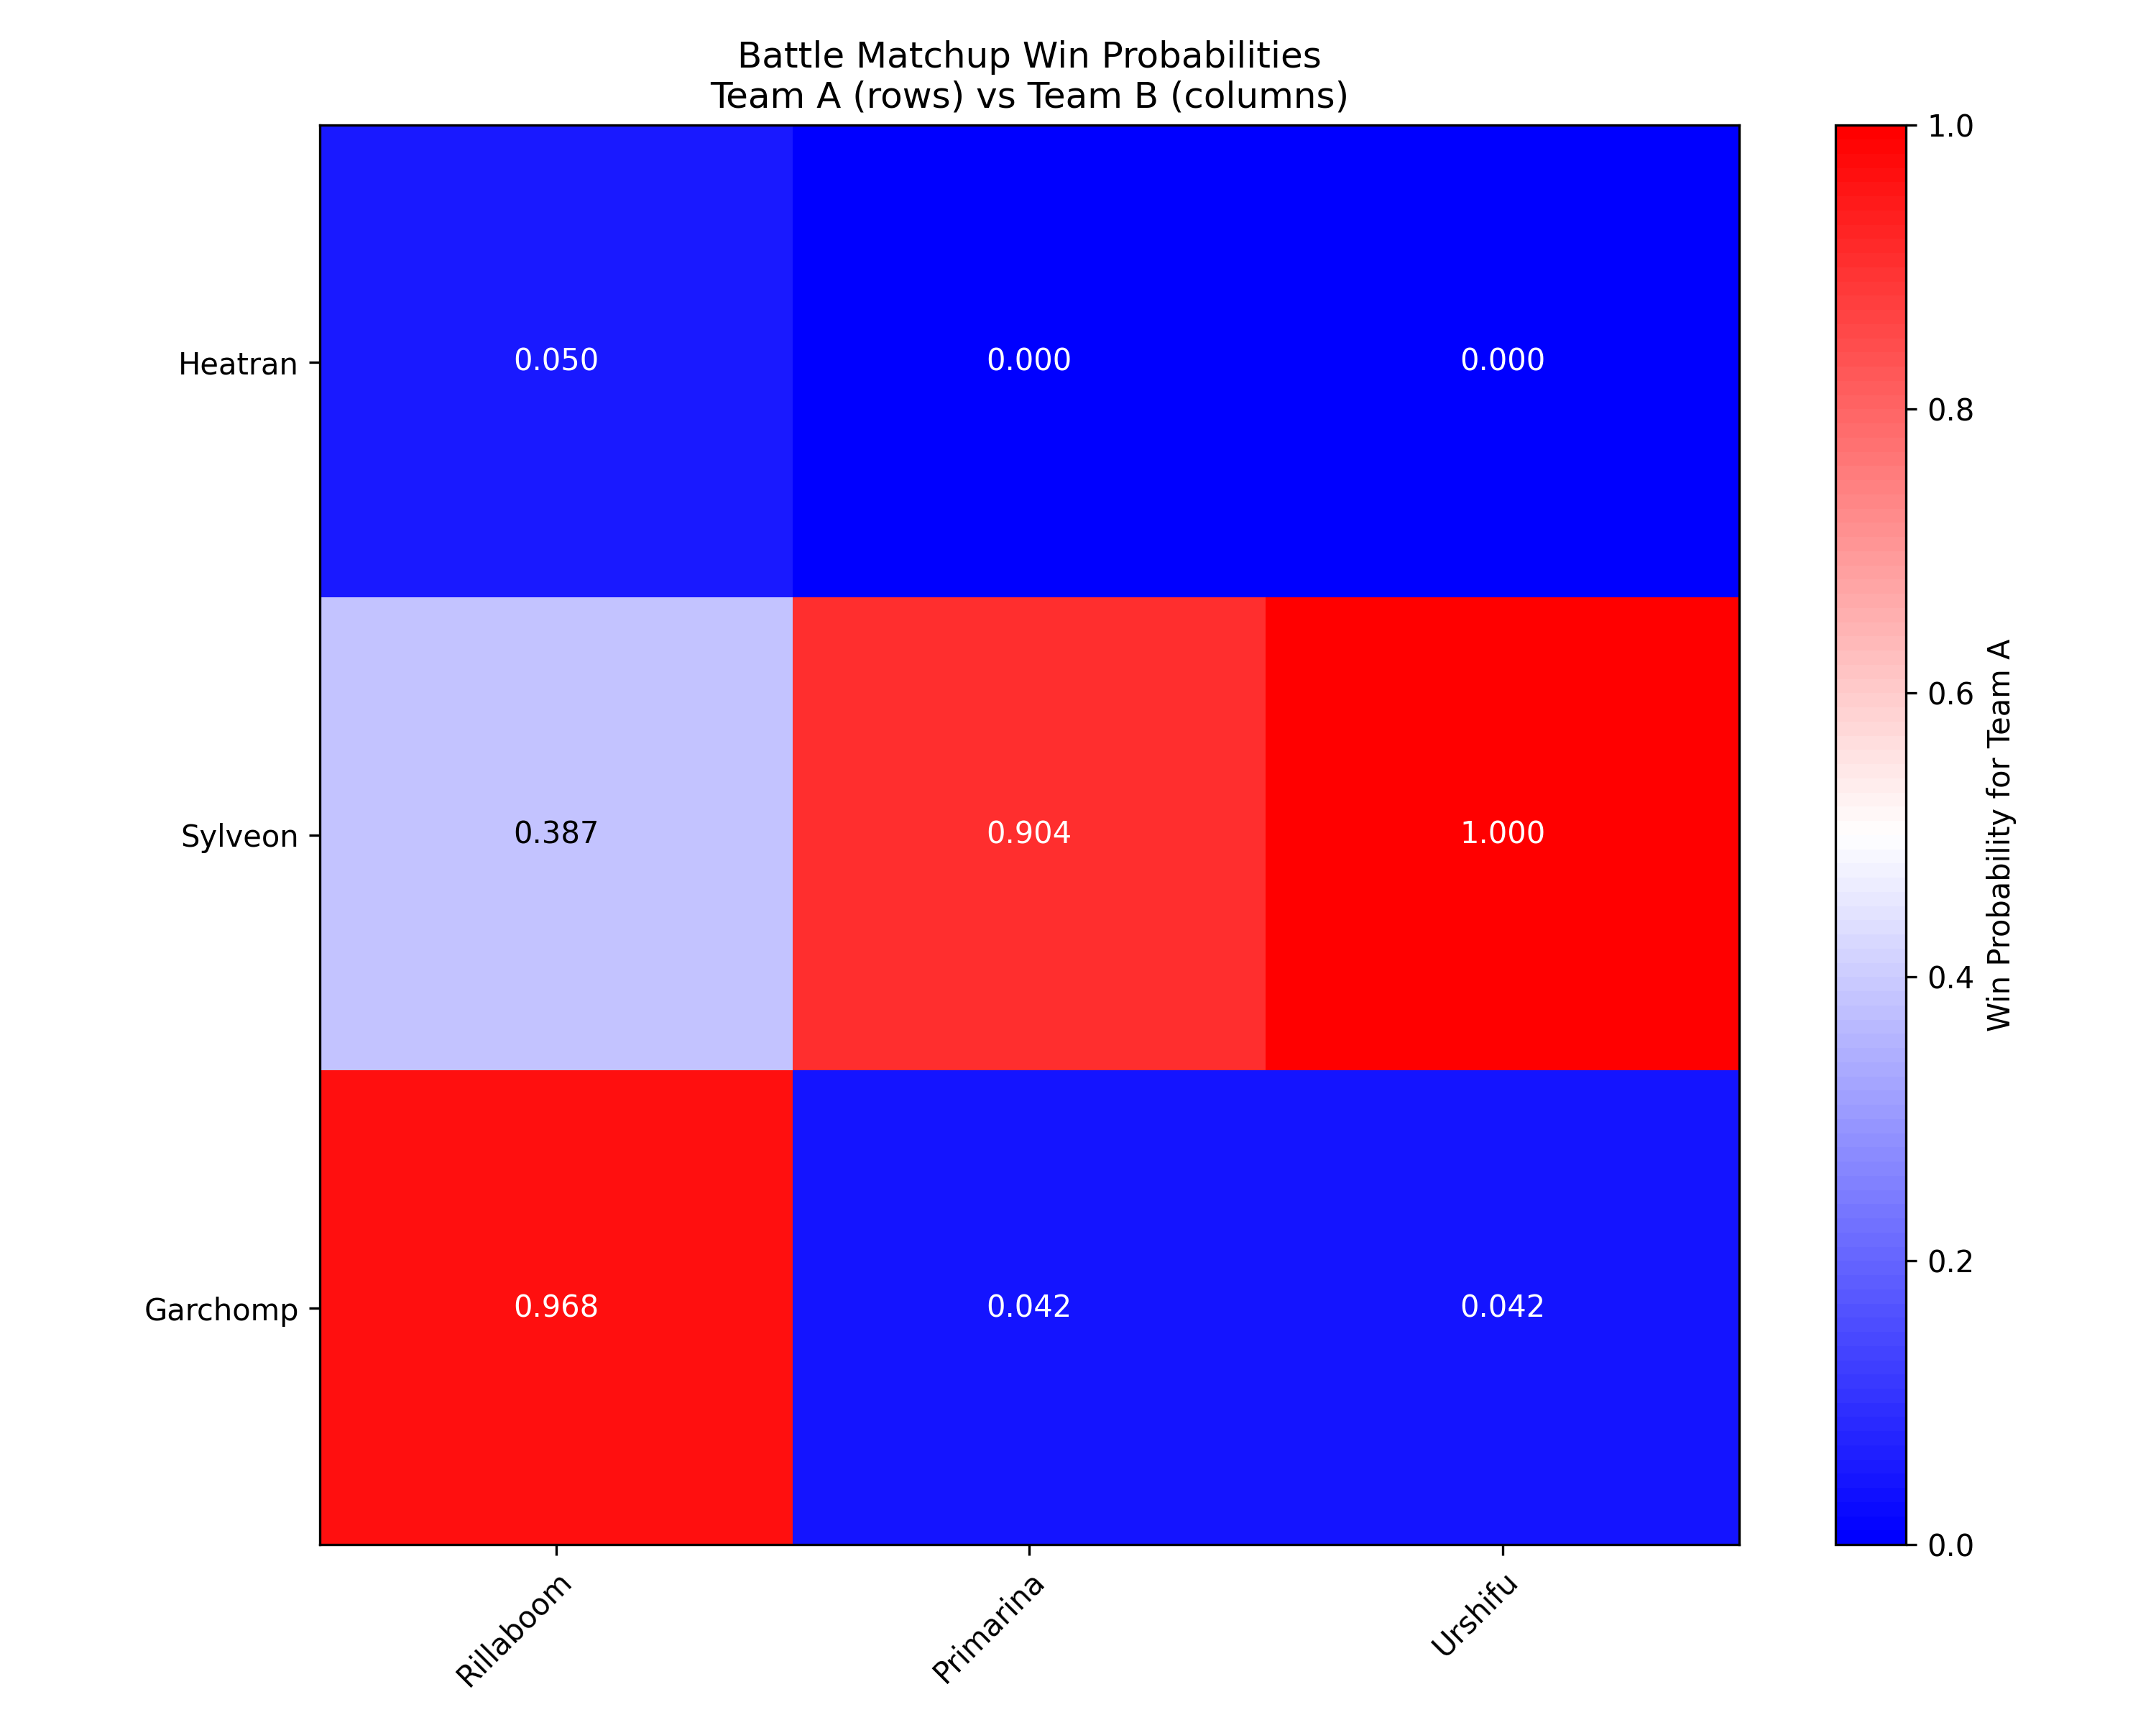 Battle Matchup Win Probabilities
Team A (rows) vs Team B (columns)
Heatran 0.050 0.000 0.000
Sylveon 0.387 0.904 1.000
Garchomp 0.968 0.042 0.042
Rillaboom Primarina Urshifu
1.0
0.8
0.6
0.4
0.2
0.0
Win Probability for Team A